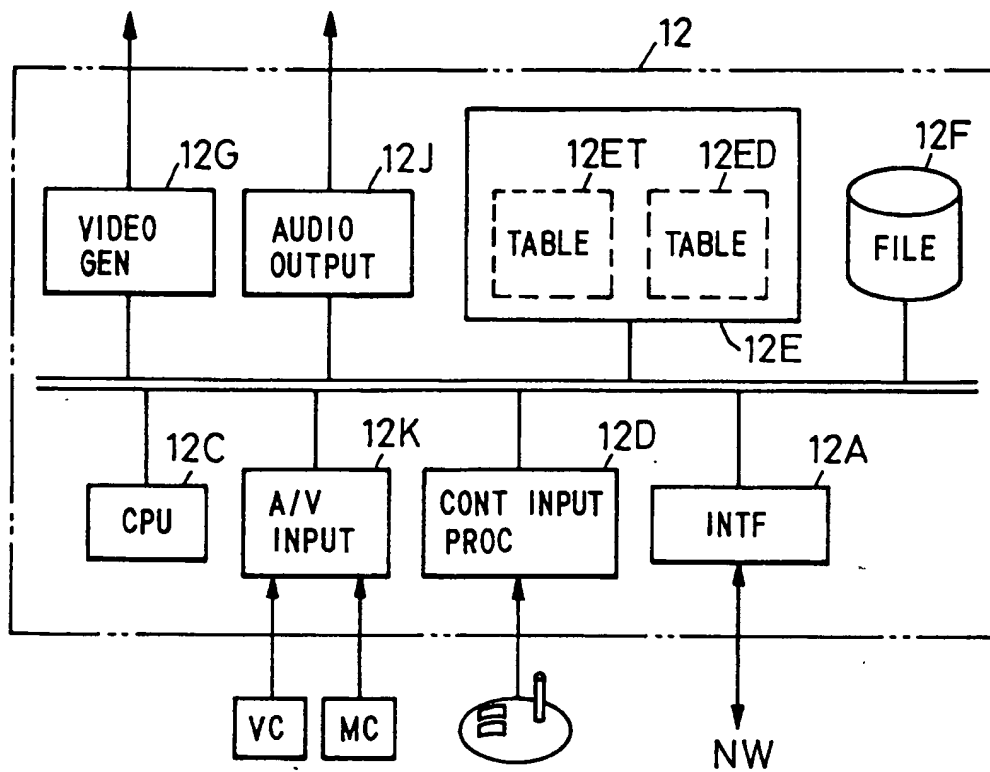 12
12G
12J
12ET
12ED
12F
VIDEO
GEN
AUDIO
OUTPUT
TABLE
TABLE
FILE
12E
12C
12K
12D
12A
CPU
A/V
INPUT
CONT INPUT
PROC
INTF
VC
MC
NW